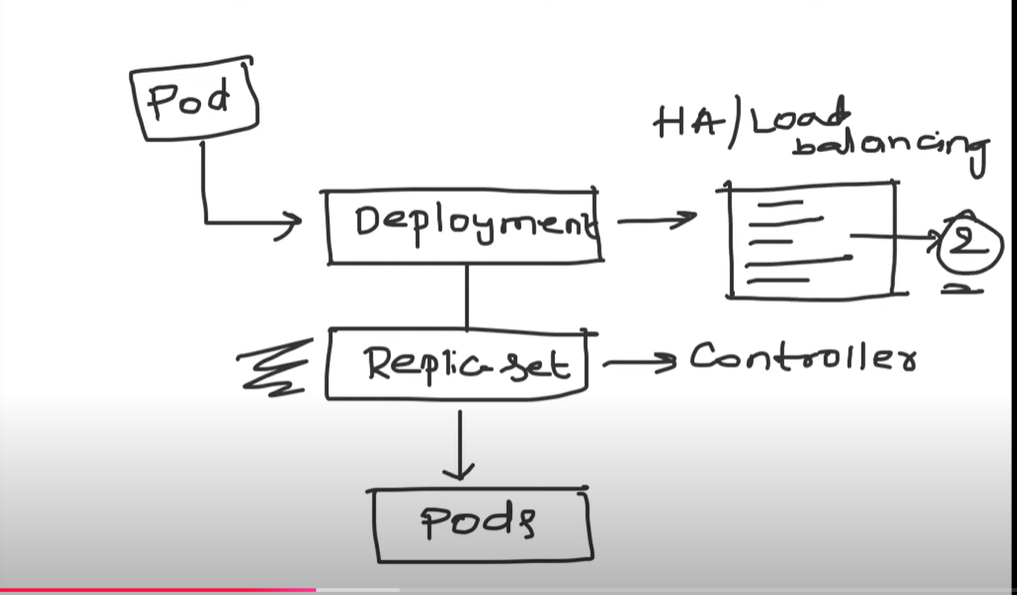 Pod
HA/Load
balancing
Deployment
2
Replicaset
Controller
Pods